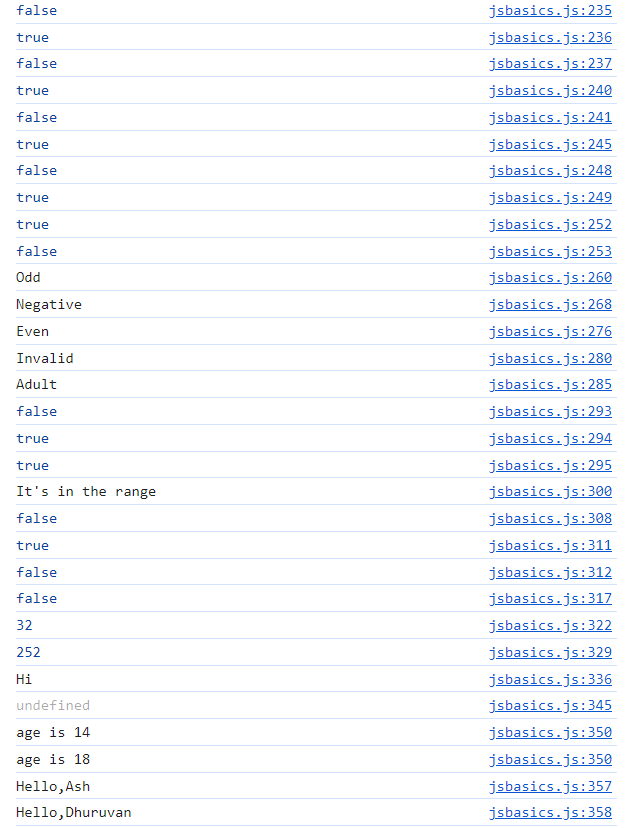 false jsbasics.js:235
true jsbasics.js:236
false jsbasics.js:237
true jsbasics.js:240
false jsbasics.js:241
true jsbasics.js:245
false jsbasics.js:248
true jsbasics.js:249
true jsbasics.js:252
false jsbasics.js:253
Odd jsbasics.js:260
Negative jsbasics.js:268
Even jsbasics.js:276
Invalid jsbasics.js:280
Adult jsbasics.js:285
false jsbasics.js:293
true jsbasics.js:294
true jsbasics.js:295
It's in the range jsbasics.js:300
false jsbasics.js:308
true jsbasics.js:311
false jsbasics.js:312
false jsbasics.js:317
32 jsbasics.js:322
252 jsbasics.js:329
Hi jsbasics.js:336
undefined jsbasics.js:345
age is 14 jsbasics.js:350
age is 18 jsbasics.js:350
Hello,Ash jsbasics.js:357
Hello,Dhuruvan jsbasics.js:358